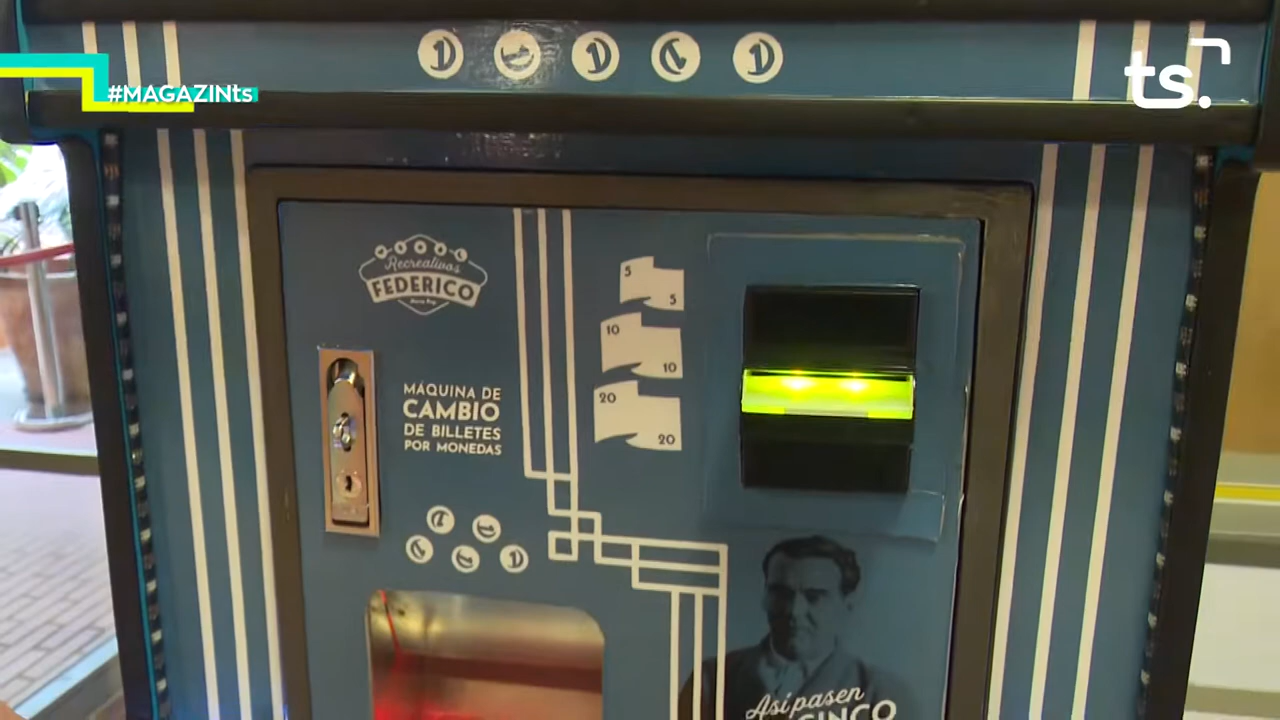 #MAGAZINts
ts.
D
D
D
Recreativos
FEDERICO
MÁQUINA DE
CAMBIO
DE BILLETES
POR MONEDAS
5
5
10
10
20
20
D
Así pasen
CINCO